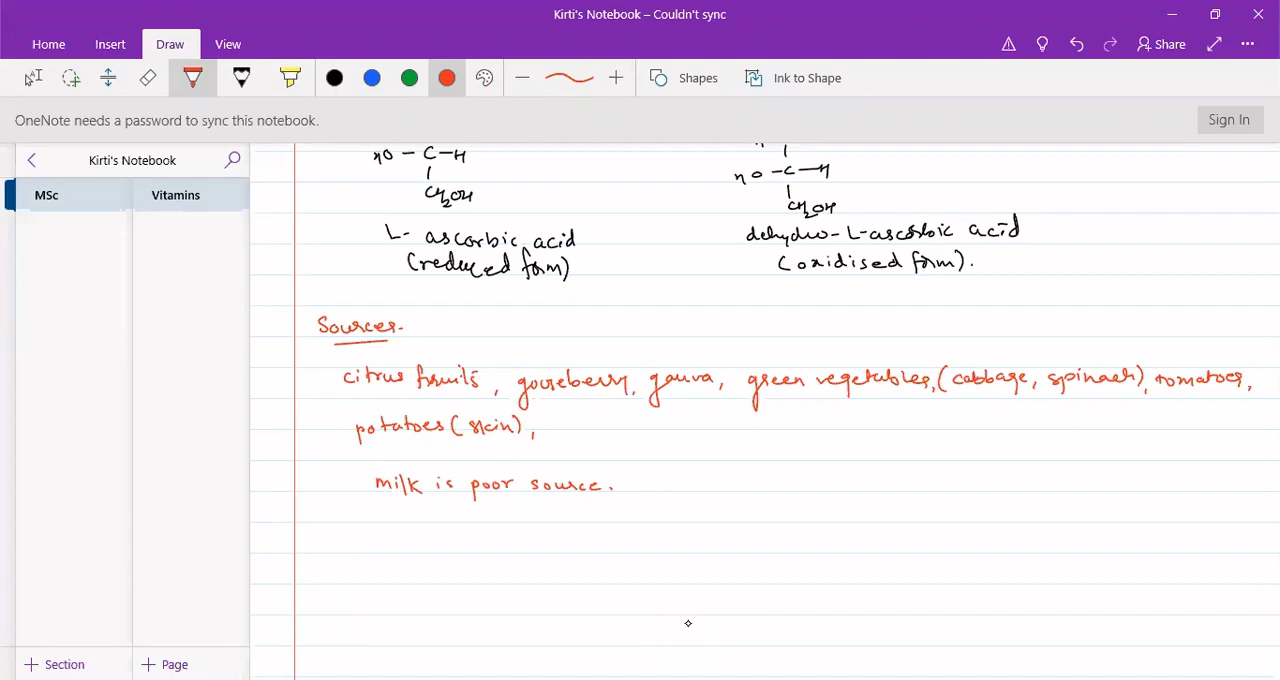 Kirti's Notebook – Couldn't sync
Home Insert Draw View
Share
Shapes Ink to Shape
OneNote needs a password to sync this notebook.
Sign In
Kirti's Notebook
MSc Vitamins
HO – C – H
HO – C – H
CH2OH
CH2OH
L- ascorbic acid
dehydro-L-ascorbic acid
(reduced form)
(oxidised form).
Sources.
citrus fruits, gooseberry, gauva, green vegetables, (cabbage, spinach), tomatoes,
potatoes (skin),
milk is poor source.
+ Section + Page